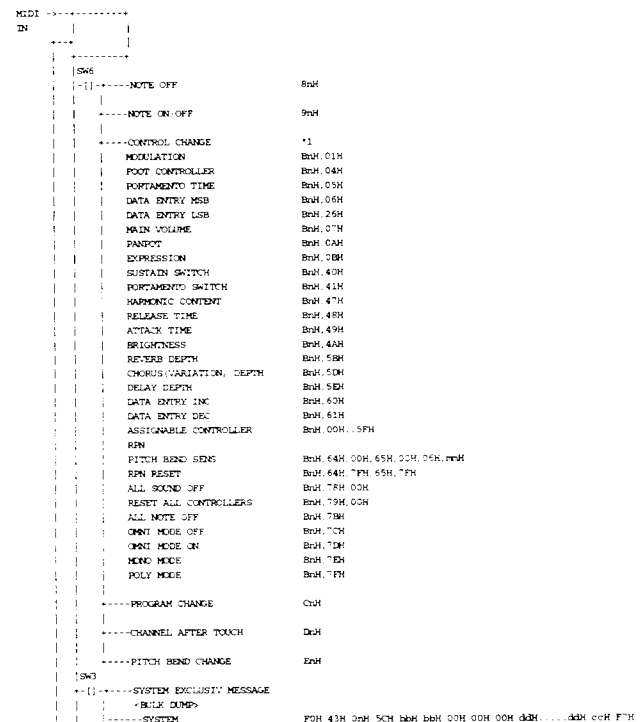 MIDI ->--+--------+
IN | |
+---+ |
| +--------+
| |SW6
| |-[]-+----NOTE OFF 8nH
| | |
| | +----NOTE ON/OFF 9nH
| | |
| | +----CONTROL CHANGE *1
| | | MODULATION BnH,01H
| | | FOOT CONTROLLER BnH,04H
| | | PORTAMENTO TIME BnH,05H
| | | DATA ENTRY MSB BnH,06H
| | | DATA ENTRY LSB BnH,26H
| | | MAIN VOLUME BnH,07H
| | | PANPOT BnH,0AH
| | | EXPRESSION BnH,0BH
| | | SUSTAIN SWITCH BnH,40H
| | | PORTAMENTO SWITCH BnH,41H
| | | HARMONIC CONTENT BnH,47H
| | | RELEASE TIME BnH,48H
| | | ATTACK TIME BnH,49H
| | | BRIGHTNESS BnH,4AH
| | | REVERB DEPTH BnH,5BH
| | | CHORUS(VARIATION) DEPTH BnH,5DH
| | | DELAY DEPTH BnH,5EH
| | | DATA ENTRY INC BnH,60H
| | | DATA ENTRY DEC BnH,61H
| | | ASSIGNABLE CONTROLLER BnH,00H..5FH
| | | RPN
| | | PITCH BEND SENS BnH,64H,00H,65H,00H,06H,mmH
| | | RPN RESET BnH,64H,7FH,65H,7FH
| | | ALL SOUND OFF BnH,78H,00H
| | | RESET ALL CONTROLLERS BnH,79H,00H
| | | ALL NOTE OFF BnH,7BH
| | | OMNI MODE OFF BnH,7CH
| | | OMNI MODE ON BnH,7DH
| | | MONO MODE BnH,7EH
| | | POLY MODE BnH,7FH
| | |
| | +----PROGRAM CHANGE CnH
| | |
| | +----CHANNEL AFTER TOUCH DnH
| | |
| | +-----PITCH BEND CHANGE EnH
| |SW3
| +-[]-+----SYSTEM EXCLUSIV MESSAGE
| | <BULK DUMP>
| | |------SYSTEM F0H 43H 0nH 5CH bbH bbH 00H 00H 00H ddH.....ddH ccH F7H